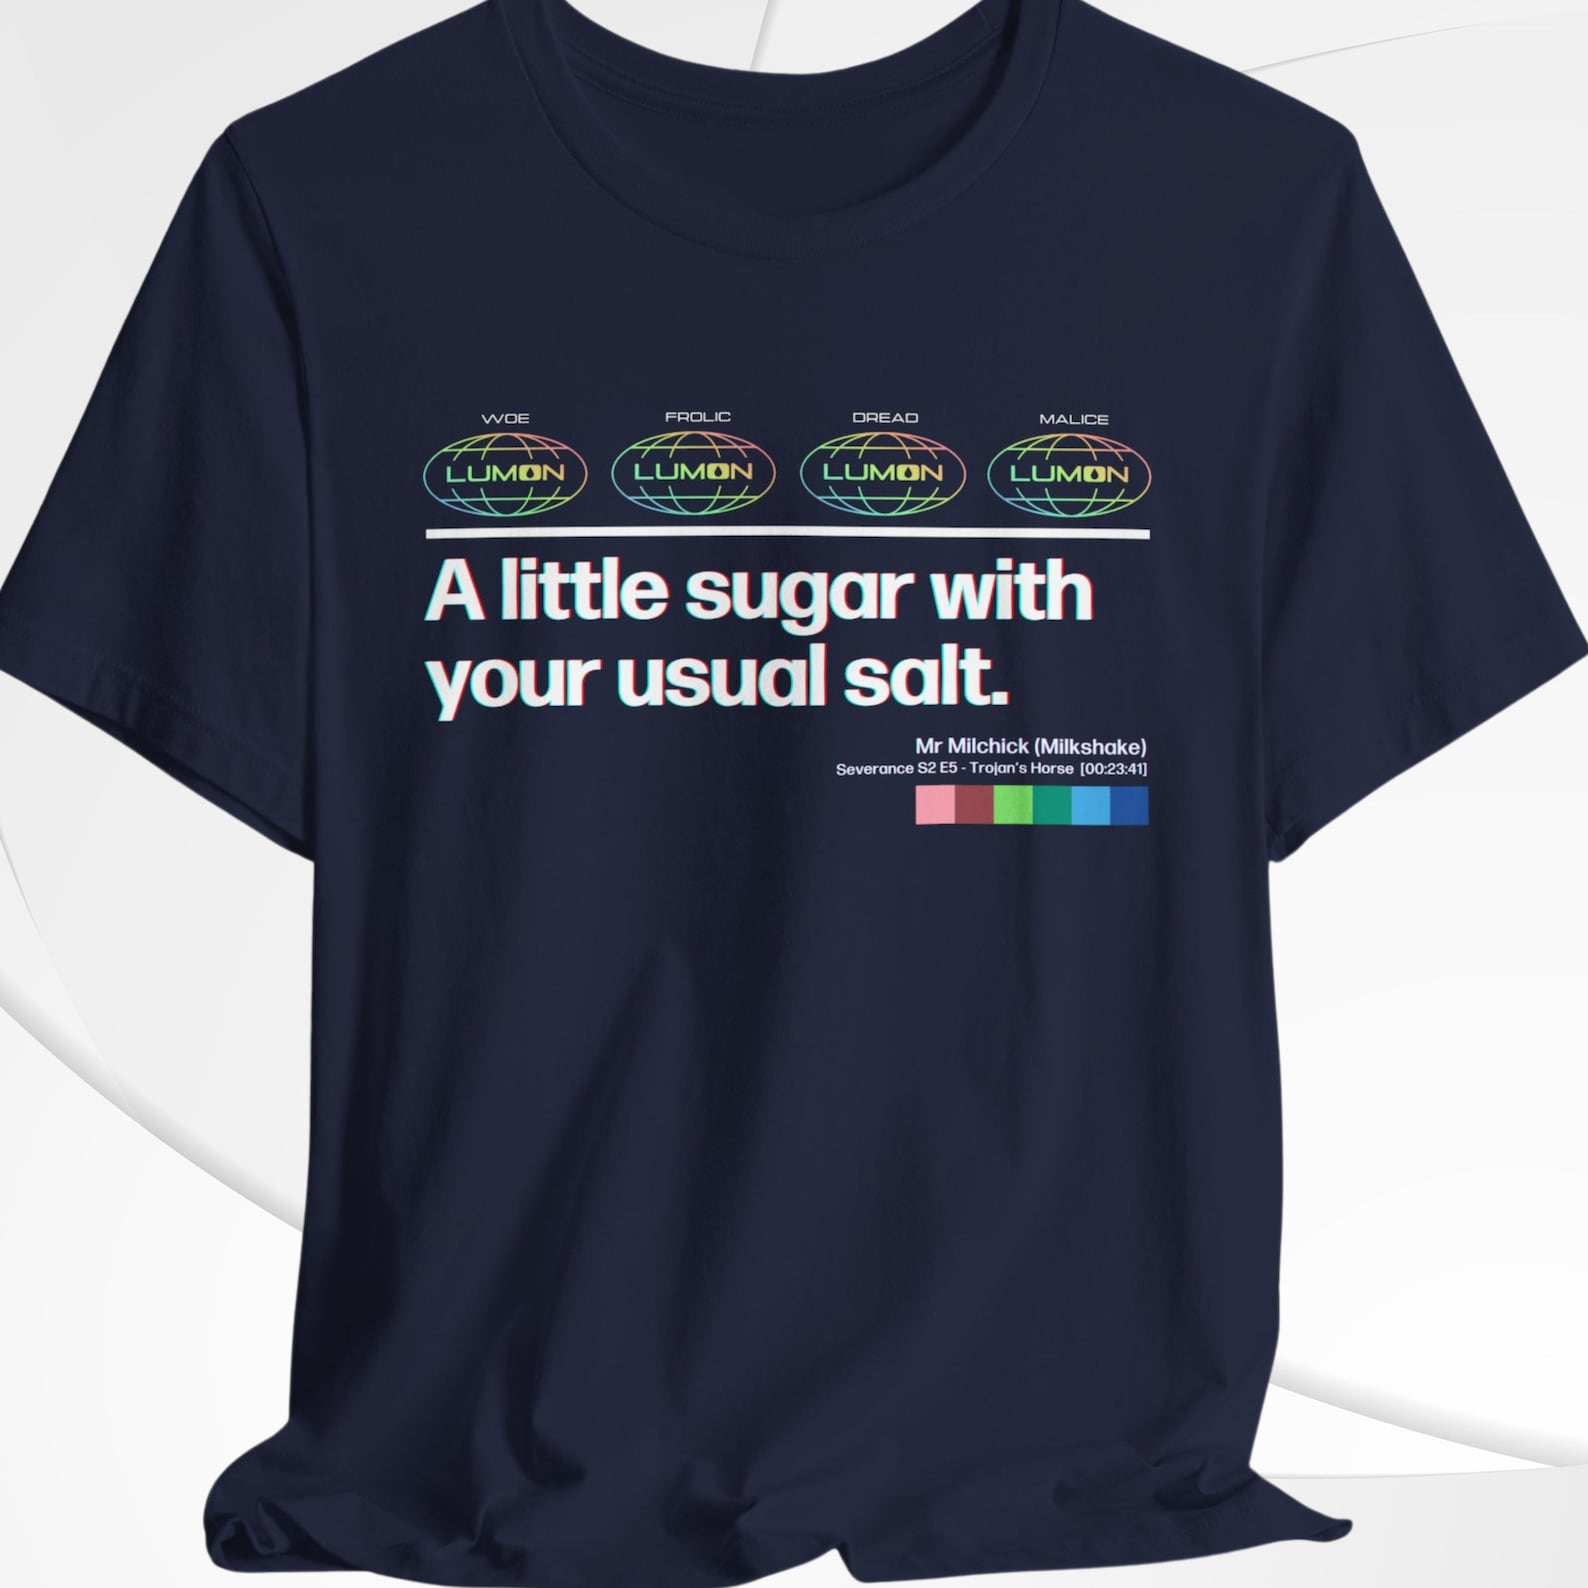 WOE FROLIC DREAD MALICE
LUMON LUMON LUMON LUMON
A little sugar with
your usual salt.
Mr Milchick (Milkshake)
Severance S2 E5 - Trojan's Horse [00:23:41]